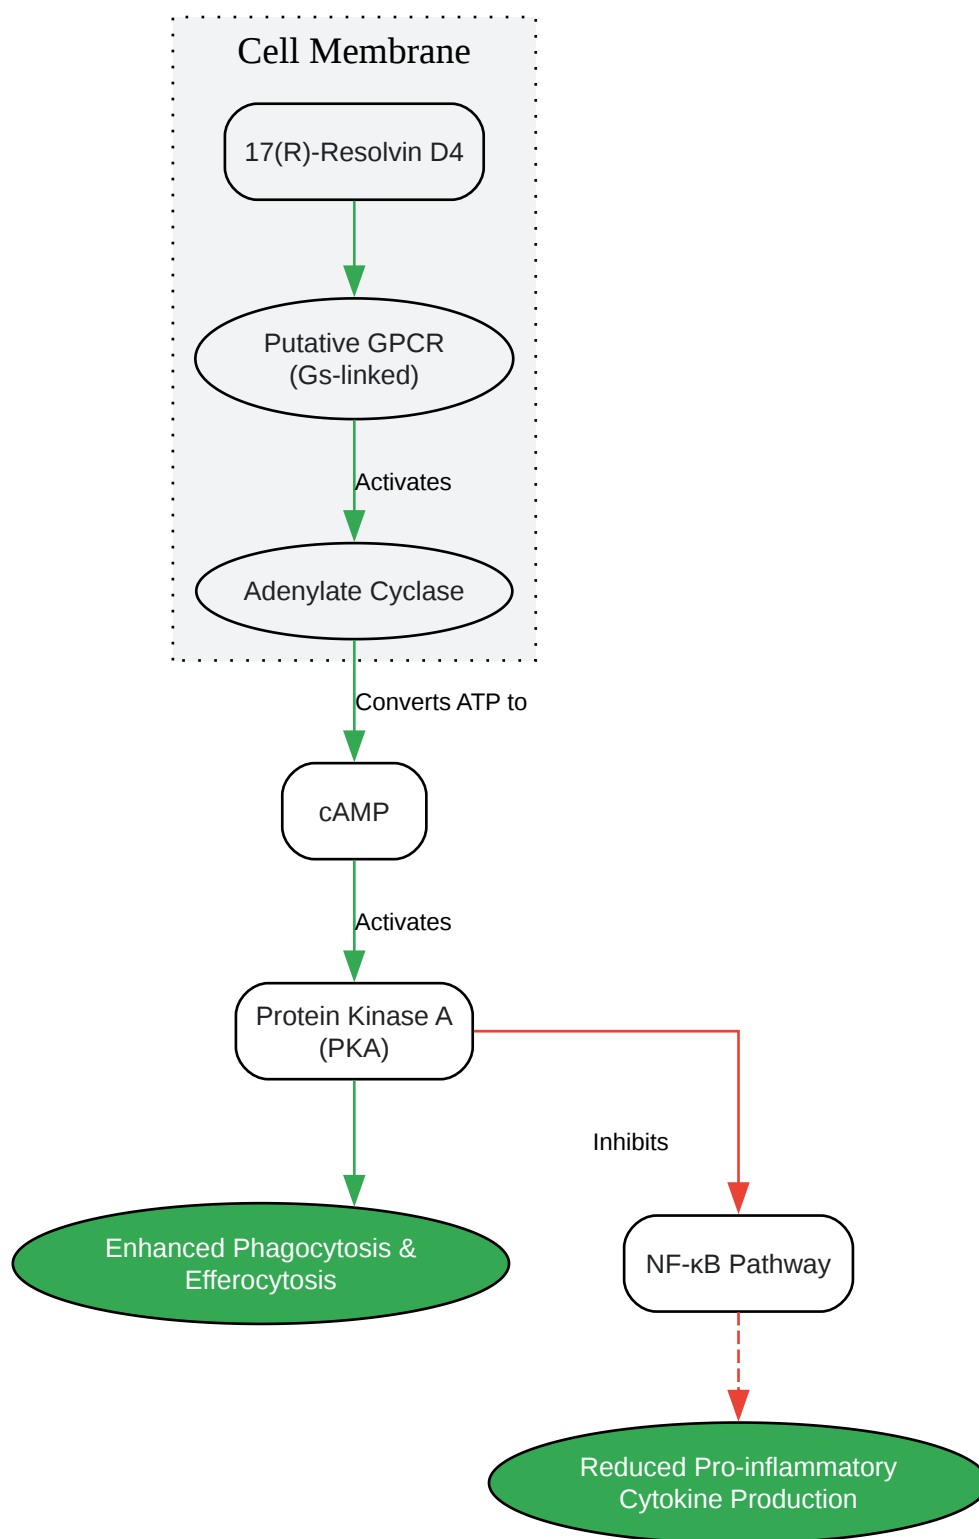 Cell Membrane
17(R)-Resolvin D4
Putative GPCR
(Gs-linked)
Activates
Adenylate Cyclase
Converts ATP to
cAMP
Activates
Protein Kinase A
(PKA)
Inhibits
Enhanced Phagocytosis &
Efferocytosis
NF-κB Pathway
Reduced Pro-inflammatory
Cytokine Production